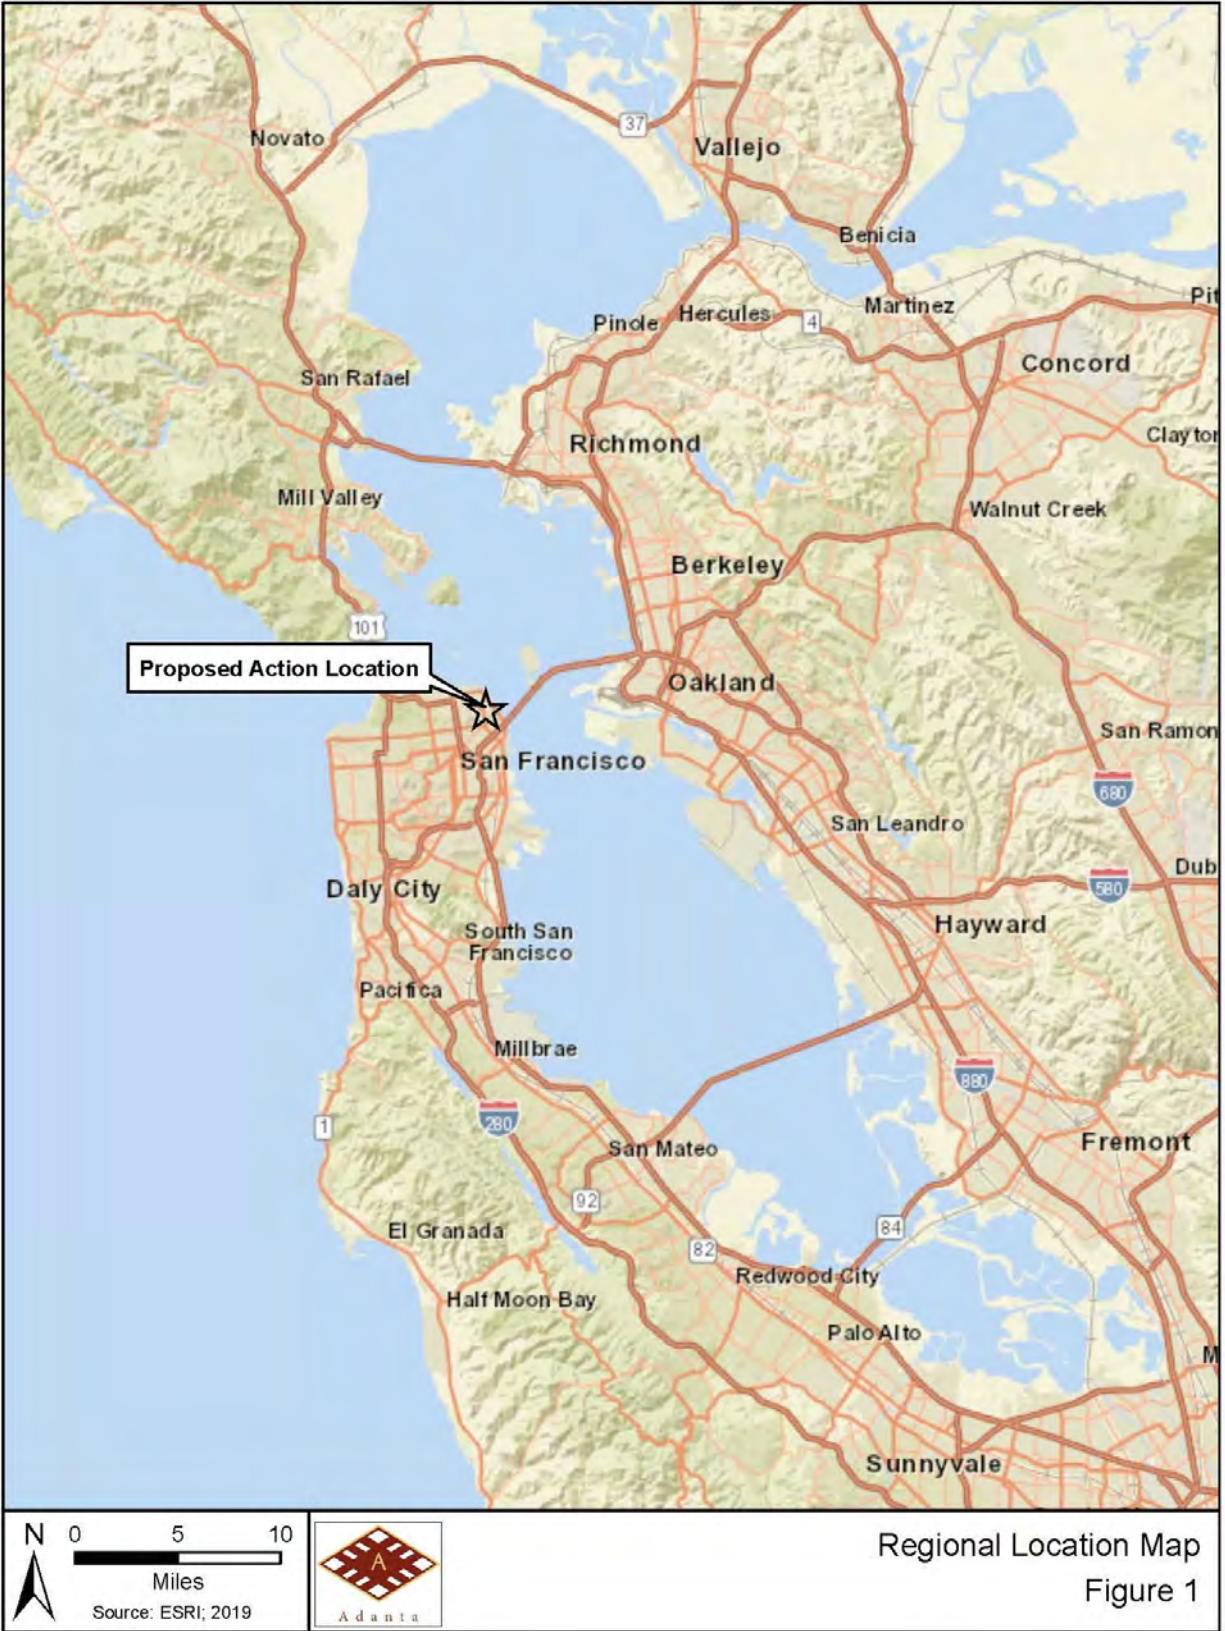 37
Novato
Vallejo
Benicia
Martinez
Pit
Pinole
Hercules
4
Concord
San Rafael
Clayton
Richmond
Mill Valley
Walnut Creek
Berkeley
101
Proposed Action Location
Oakland
San Ramon
San Francisco
680
San Leandro
Dub
580
Daly City
Hayward
South San
Francisco
Pacifica
Millbrae
880
280
1
San Mateo
Fremont
92
El Granada
84
82
Redwood City
Half Moon Bay
Palo Alto
M
Sunnyvale
N
0 5 10
Miles
Source: ESRI; 2019
A
Adanta
Regional Location Map
Figure 1